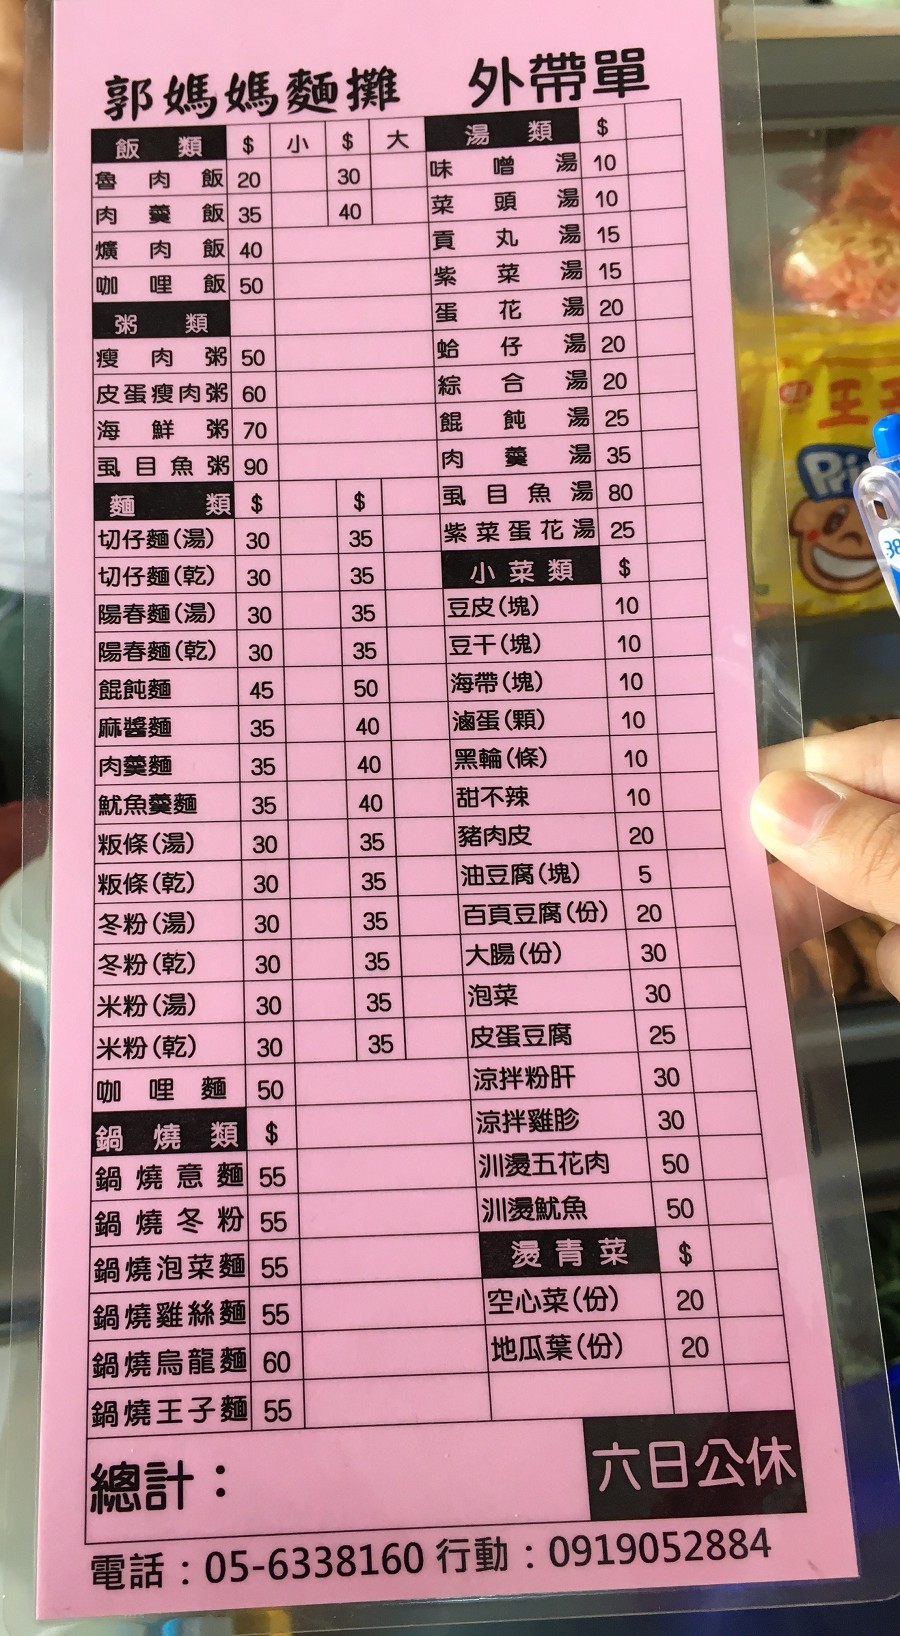 郭媽媽麵攤 外帶單
飯類 $ 小 $ 大
魯肉飯 20 30
肉羹飯 35 40
爌肉飯 40
咖哩飯 50
粥類
瘦肉粥 50
皮蛋瘦肉粥 60
海鮮粥 70
虱目魚粥 90
麵類 $ $
切仔麵(湯) 30 35
切仔麵(乾) 30 35
陽春麵(湯) 30 35
陽春麵(乾) 30 35
餛飩麵 45 50
麻醬麵 35 40
肉羹麵 35 40
魷魚羹麵 35 40
粄條(湯) 30 35
粄條(乾) 30 35
冬粉(湯) 30 35
冬粉(乾) 30 35
米粉(湯) 30 35
米粉(乾) 30 35
咖哩麵 50
鍋燒類 $
鍋燒意麵 55
鍋燒冬粉 55
鍋燒泡菜麵 55
鍋燒雞絲麵 55
鍋燒烏龍麵 60
鍋燒王子麵 55
湯類 $
味噌湯 10
菜頭湯 10
貢丸湯 15
紫菜湯 15
蛋花湯 20
蛤仔湯 20
綜合湯 20
餛飩湯 25
肉羹湯 35
虱目魚湯 80
紫菜蛋花湯 25
小菜類 $
豆皮(塊) 10
豆干(塊) 10
海帶(塊) 10
滷蛋(顆) 10
黑輪(條) 10
甜不辣 10
豬肉皮 20
油豆腐(塊) 5
百頁豆腐(份) 20
大腸(份) 30
泡菜 30
皮蛋豆腐 25
涼拌粉肝 30
涼拌雞胗 30
汌燙五花肉 50
汌燙魷魚 50
燙青菜 $
空心菜(份) 20
地瓜葉(份) 20
總計：
六日公休
電話：05-6338160 行動：0919052884
王子
Pri